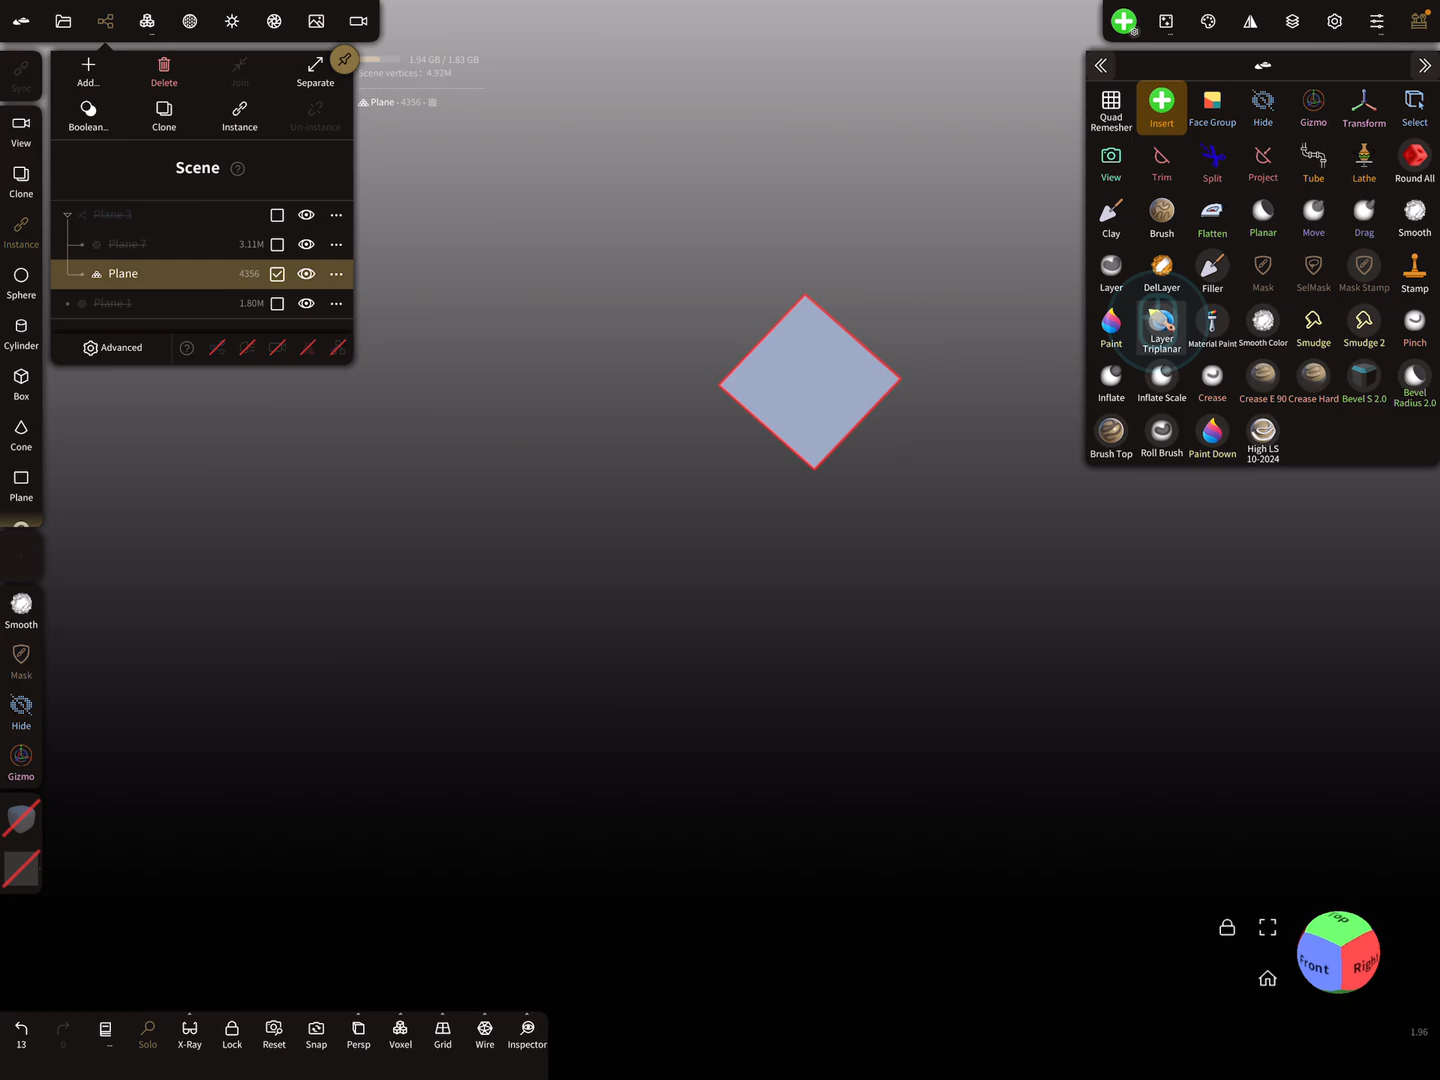 1.94 GB / 1.83 GB
Scene vertices: 4.92M
Plane · 4356 ·
Add...
Delete
Join
Separate
Boolean...
Clone
Instance
Un-instance
Scene
Plane 3
Plane 7 3.11M
Plane 4356
Plane 1 1.80M
Advanced
Sync
View
Clone
Instance
Sphere
Cylinder
Box
Cone
Plane
Smooth
Mask
Hide
Gizmo
Quad Remesher
Insert
Face Group
Hide
Gizmo
Transform
Select
View
Trim
Split
Project
Tube
Lathe
Round All
Clay
Brush
Flatten
Planar
Move
Drag
Smooth
Layer
DelLayer
Filler
Mask
SelMask
Mask Stamp
Stamp
Paint
Layer Triplanar
Material Paint
Smooth Color
Smudge
Smudge 2
Pinch
Inflate
Inflate Scale
Crease
Crease E 90
Crease Hard
Bevel S 2.0
Bevel Radius 2.0
Brush Top
Roll Brush
Paint Down
High LS 10-2024
Top
Front
Right
1.96
13
0
...
Solo
X-Ray
Lock
Reset
Snap
Persp
Voxel
Grid
Wire
Inspector